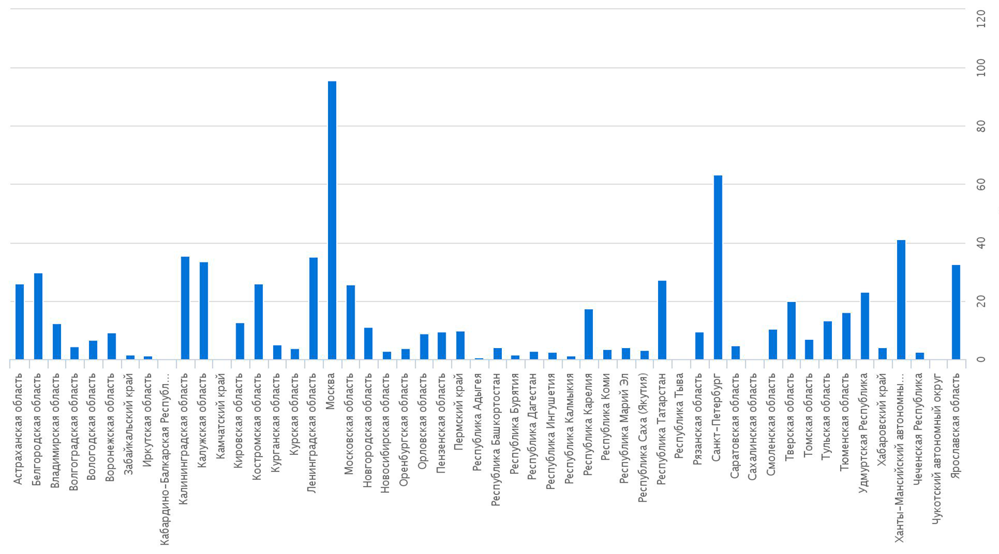 120
100
80
60
40
20
0
Астраханская область
Белгородская область
Владимирская область
Волгоградская область
Вологодская область
Воронежская область
Забайкальский край
Иркутская область
Кабардино-Балкарская Республ...
Калининградская область
Калужская область
Камчатский край
Кировская область
Костромская область
Курганская область
Курская область
Ленинградская область
Москва
Московская область
Новгородская область
Новосибирская область
Оренбургская область
Орловская область
Пензенская область
Пермский край
Республика Адыгея
Республика Башкортостан
Республика Бурятия
Республика Дагестан
Республика Ингушетия
Республика Калмыкия
Республика Карелия
Республика Коми
Республика Марий Эл
Республика Саха (Якутия)
Республика Татарстан
Республика Тыва
Рязанская область
Санкт-Петербург
Саратовская область
Сахалинская область
Смоленская область
Тверская область
Томская область
Тульская область
Тюменская область
Удмуртская Республика
Хабаровский край
Ханты-Мансийский автономны...
Чеченская Республика
Чукотский автономный округ
Ярославская область